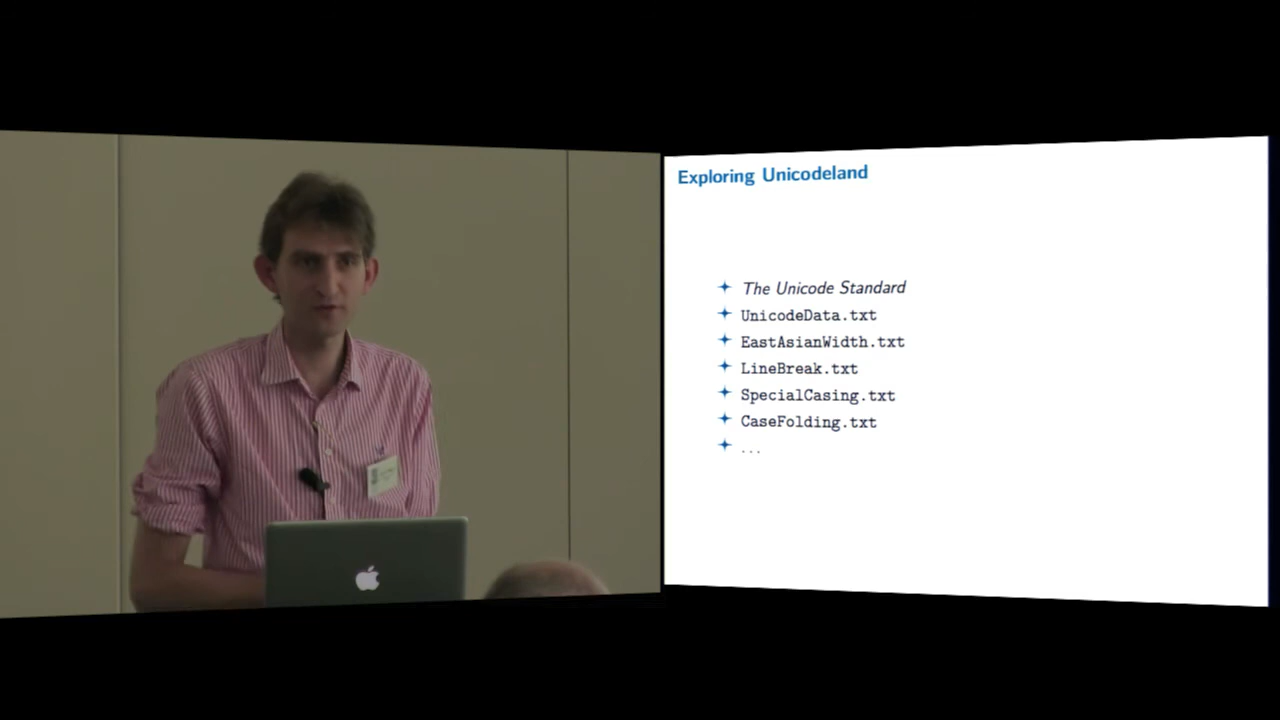 Exploring Unicodeland
The Unicode Standard
UnicodeData.txt
EastAsianWidth.txt
LineBreak.txt
SpecialCasing.txt
CaseFolding.txt
...